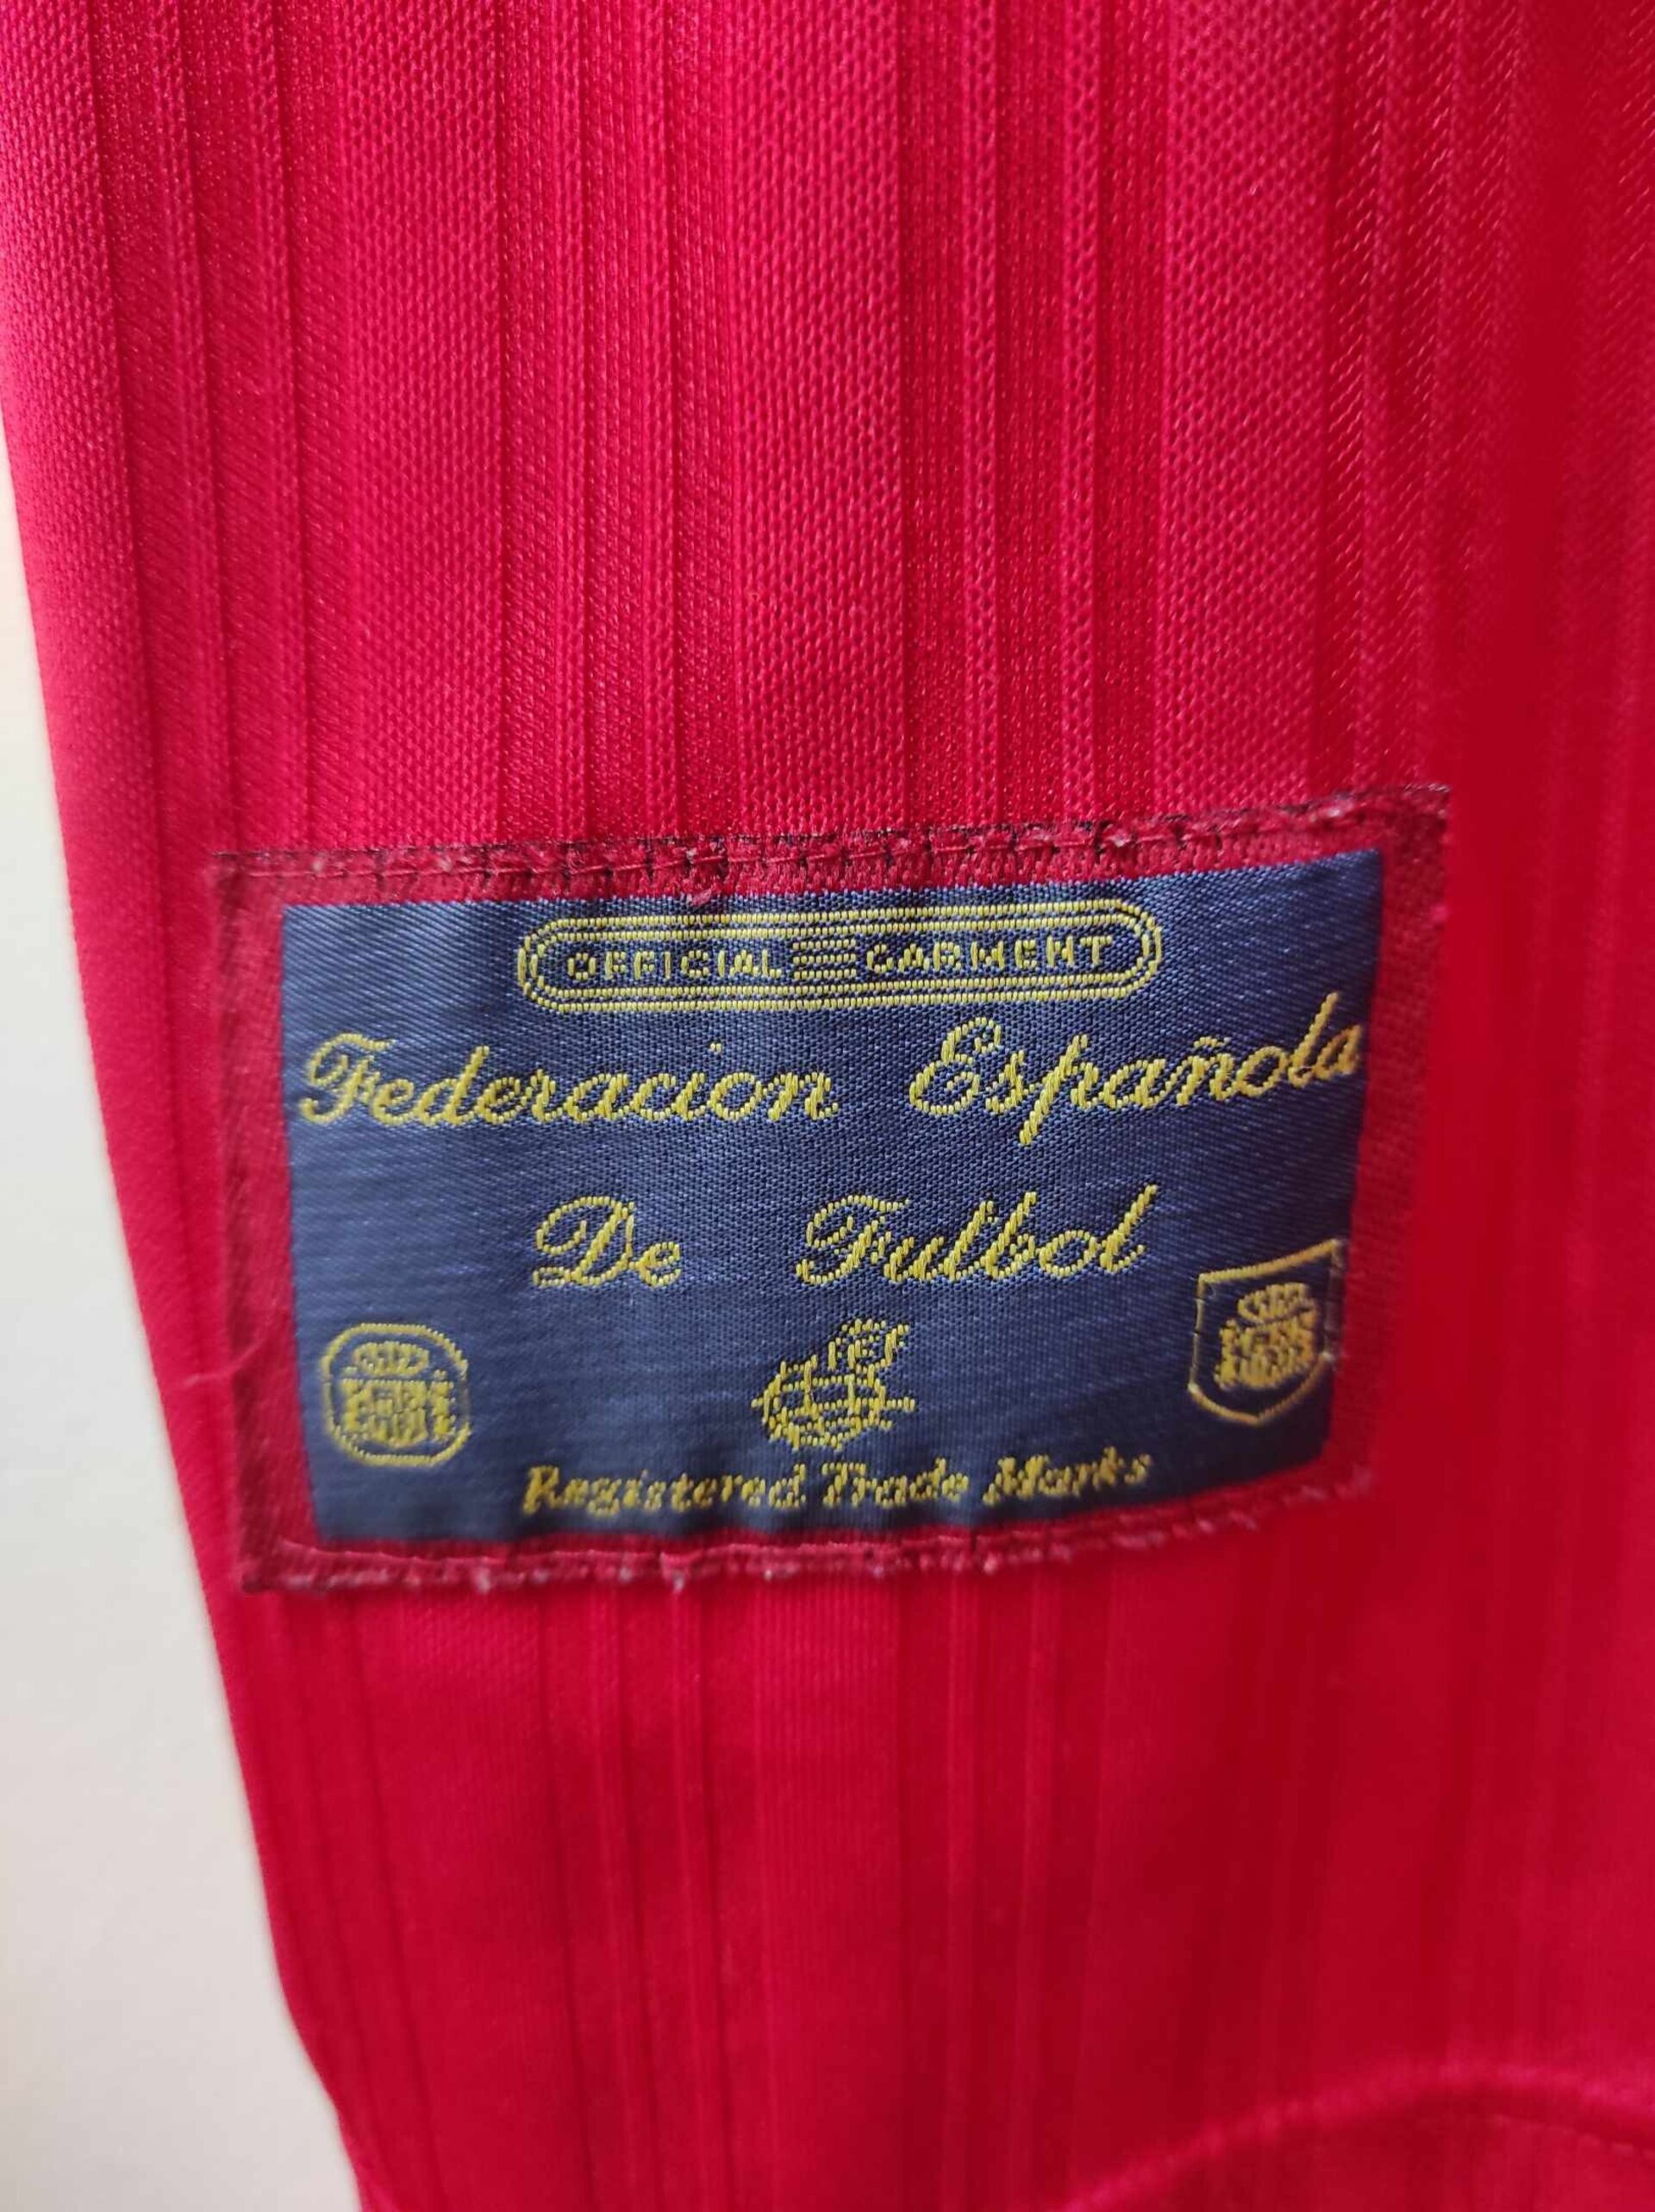 OFFICIAL GARMENT
Federacion Española
De Futbol
Registered Trade Marks